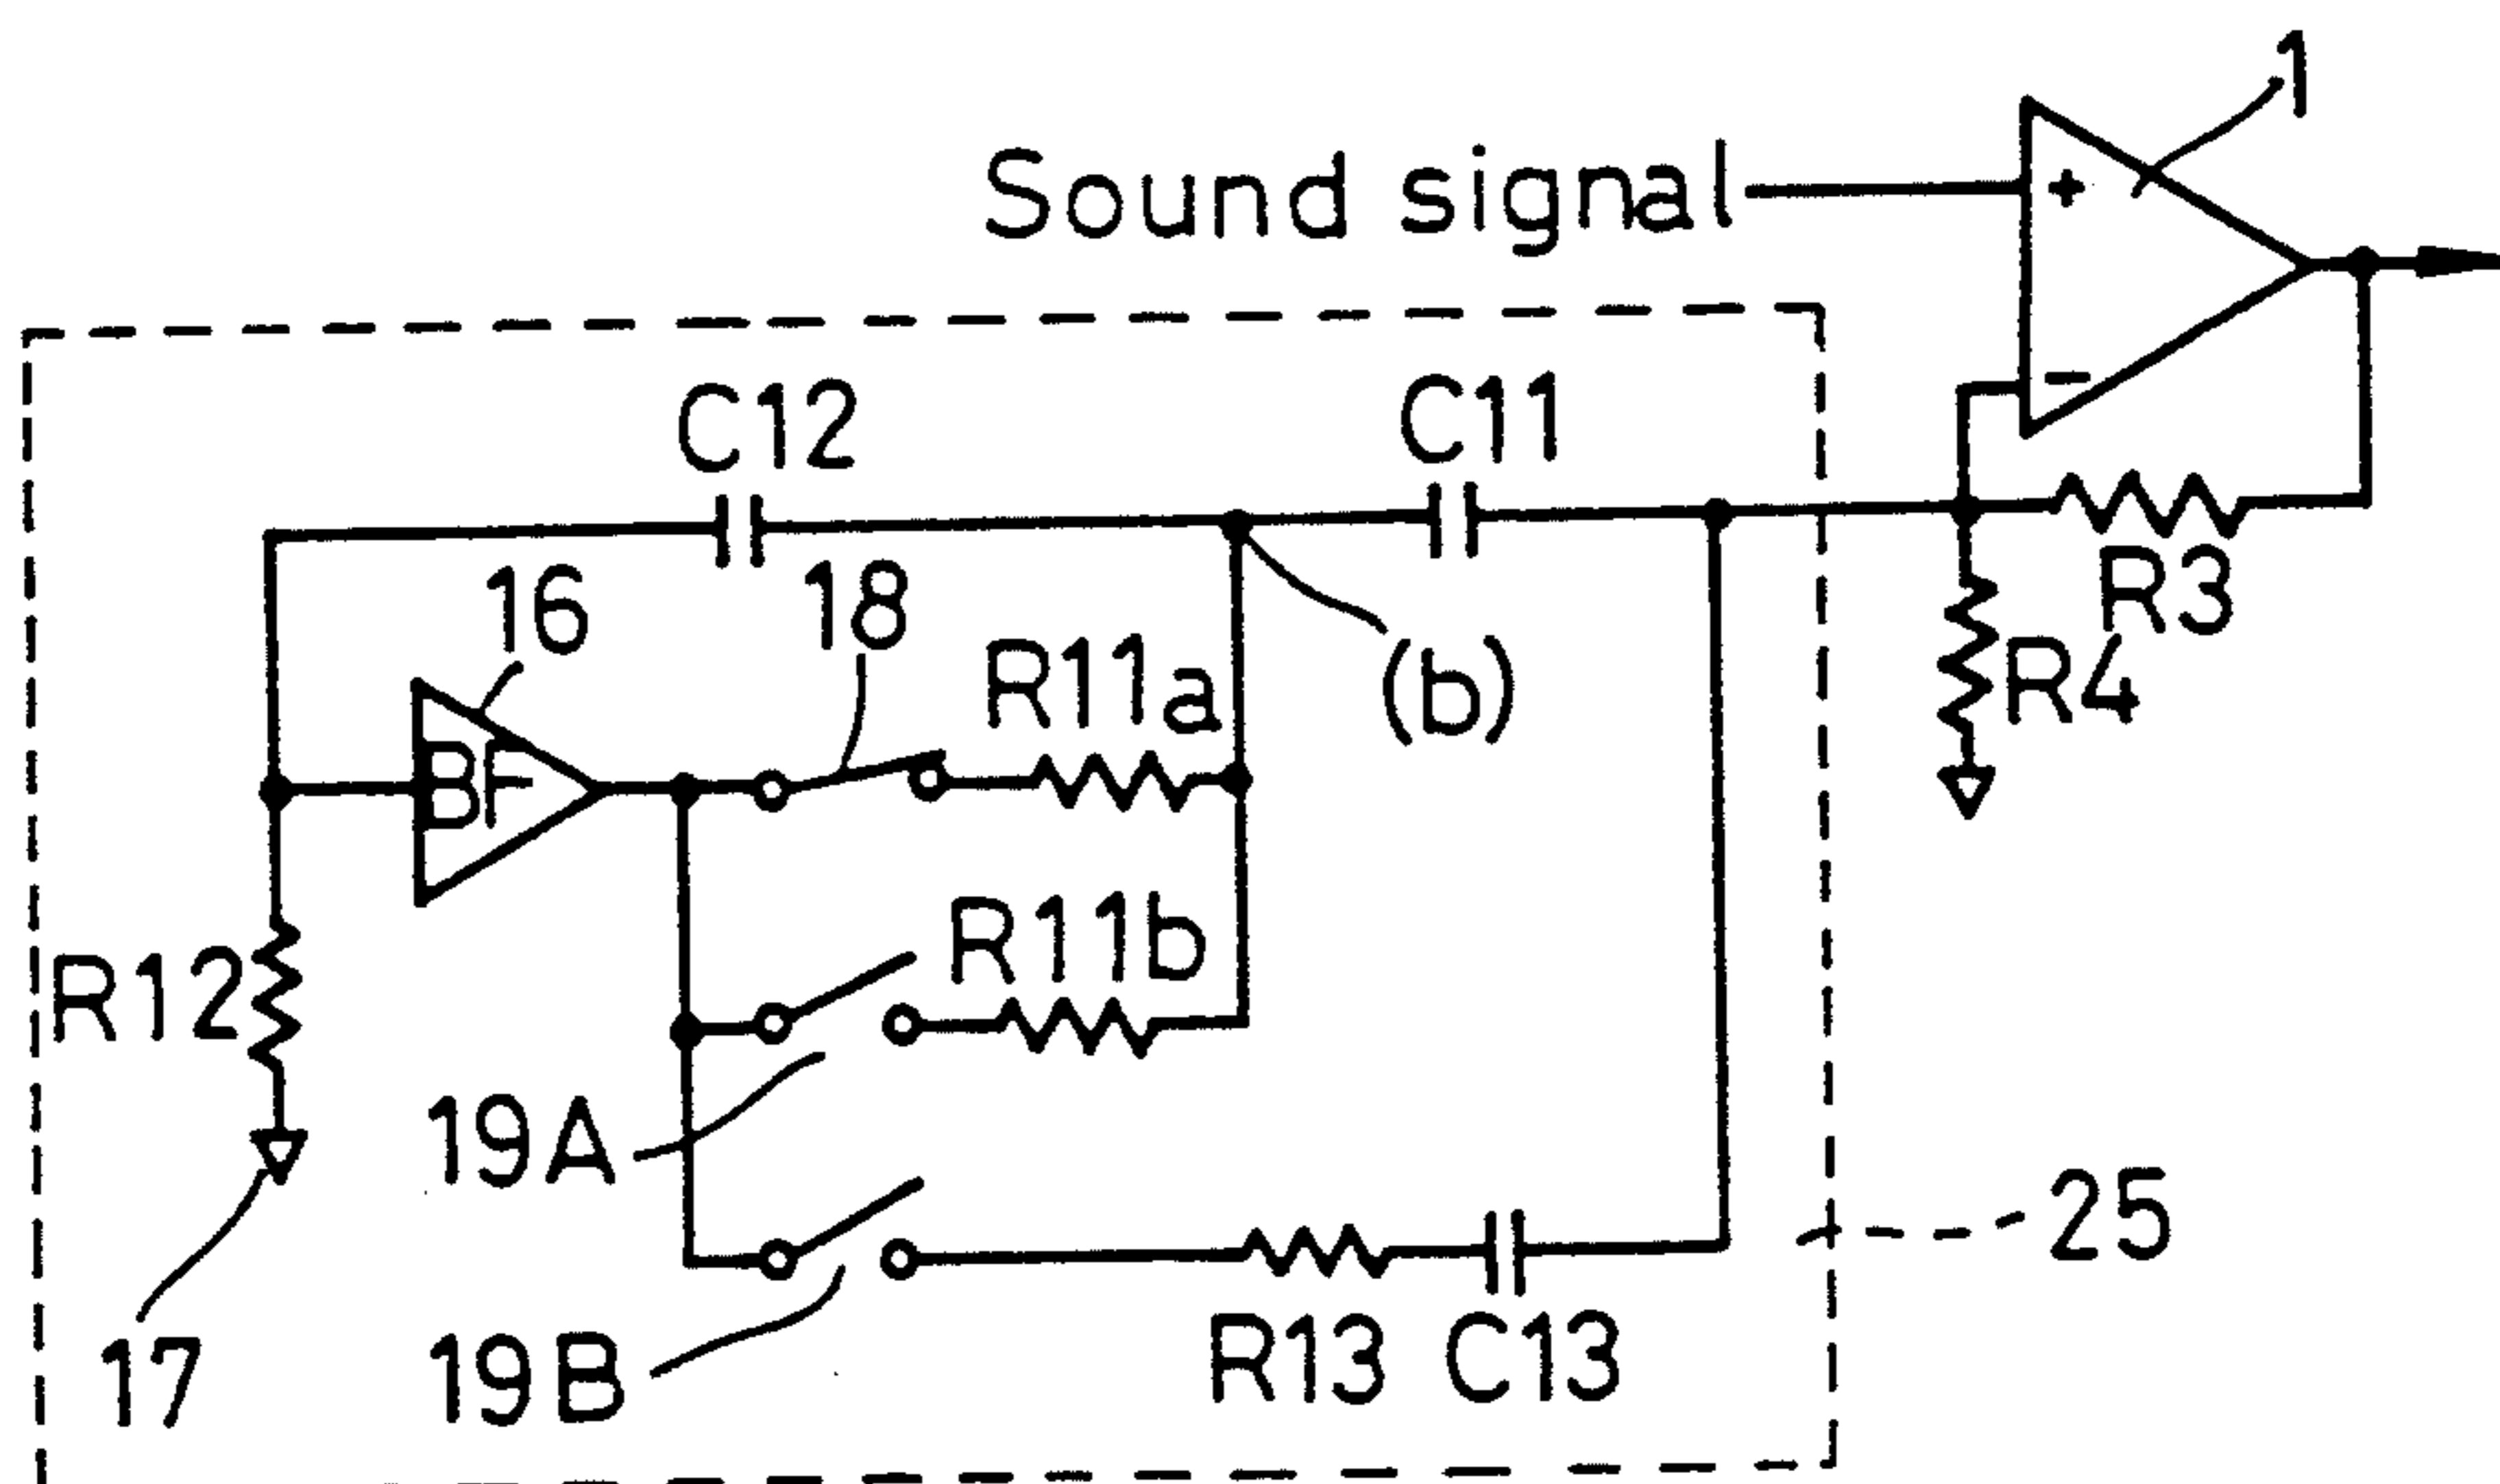 1
Sound signal
+
−
C12
C11
16
18
R11a
(b)
R3
R4
BF
R11b
R12
19A
25
17
19B
R13
C13